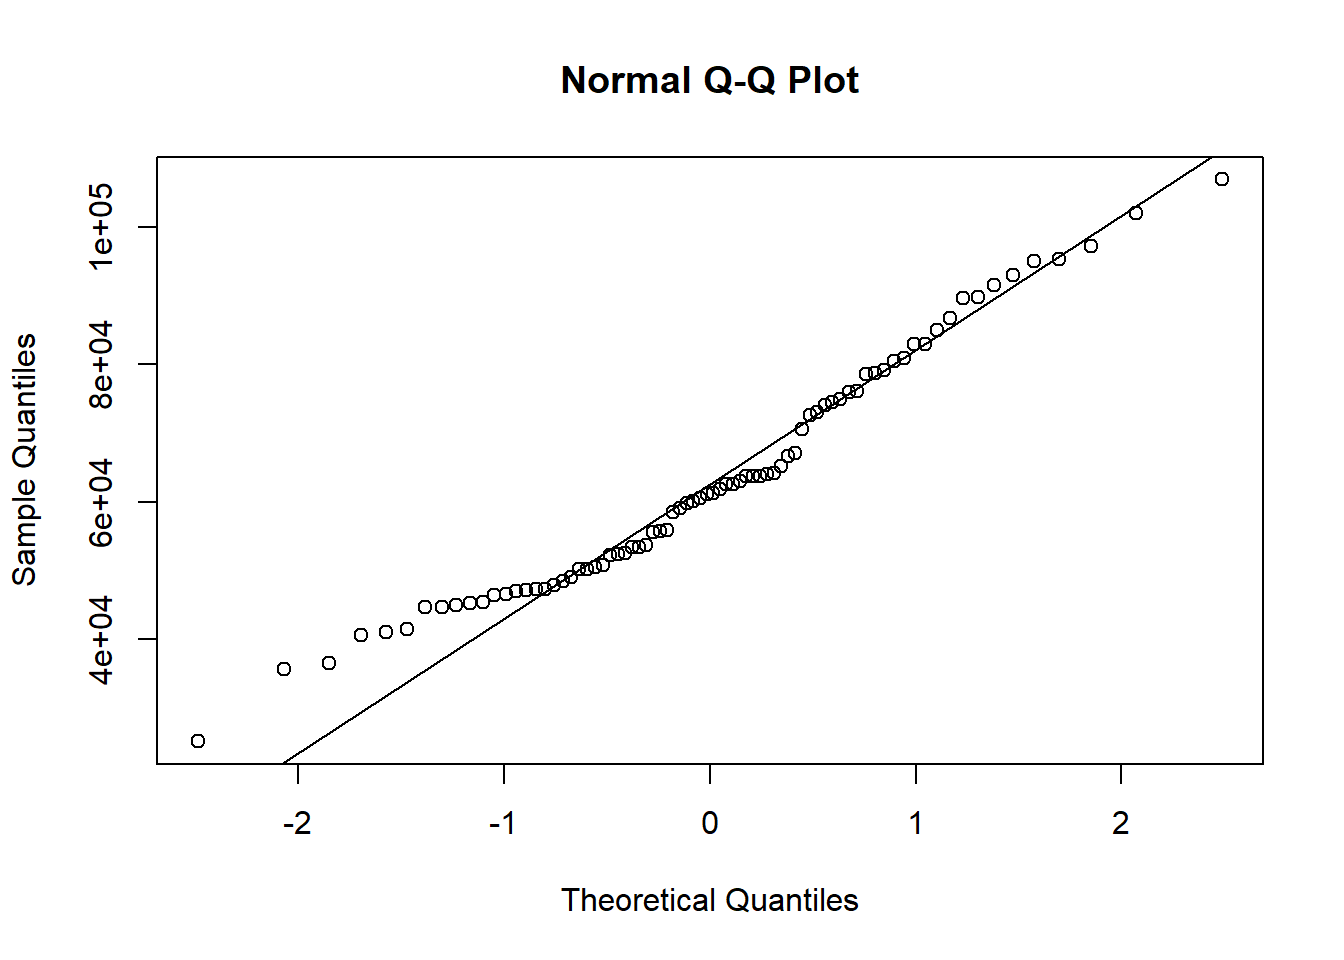 Normal Q-Q Plot
Sample Quantiles
1e+05
8e+04
6e+04
4e+04
-2 -1 0 1 2
Theoretical Quantiles